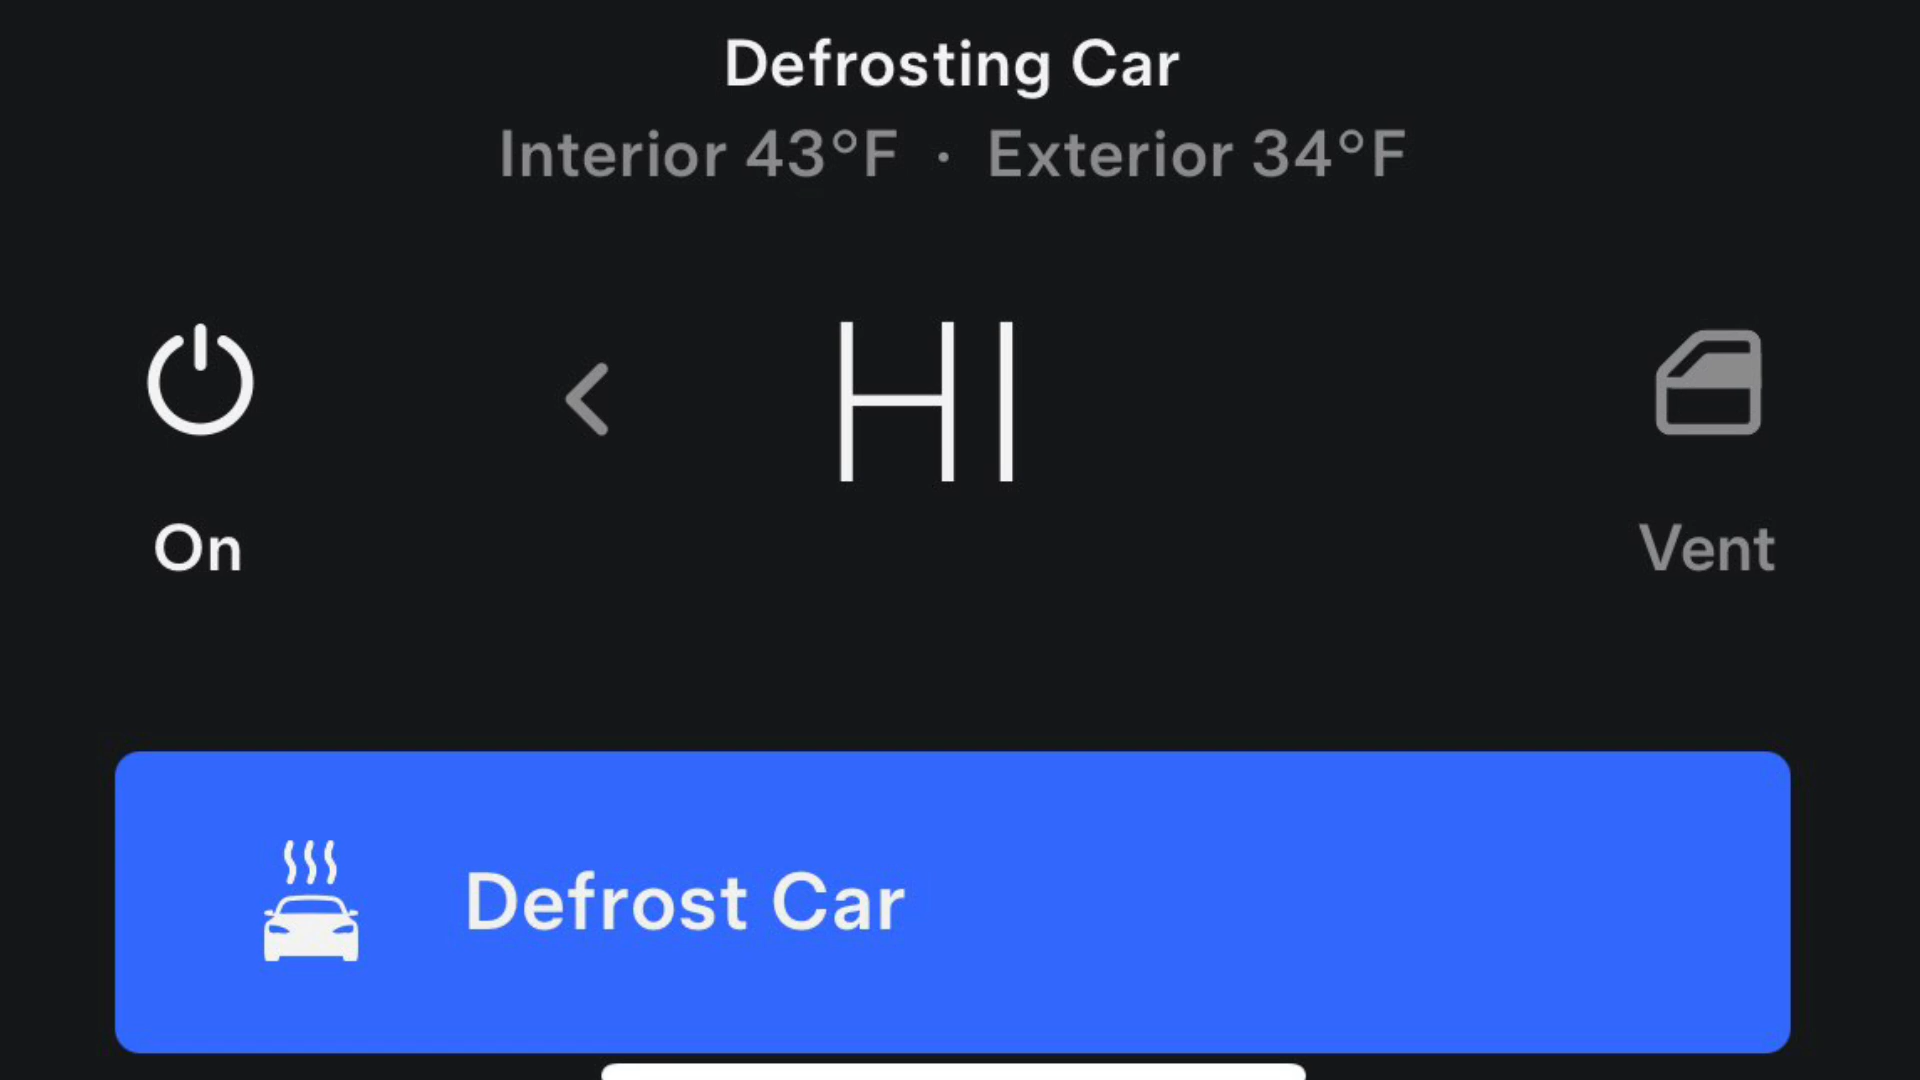 Defrosting Car
Interior 43°F · Exterior 34°F
HI
On
Vent
Defrost Car